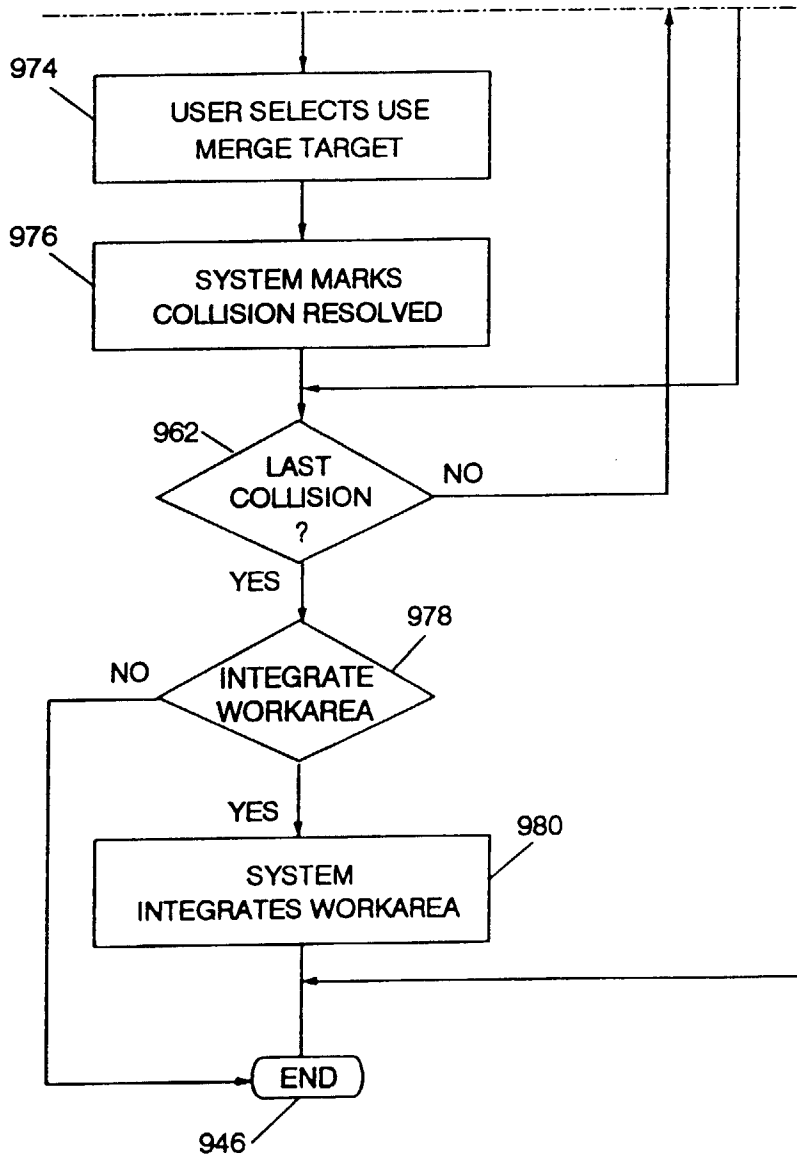 974
USER SELECTS USE
MERGE TARGET
976
SYSTEM MARKS
COLLISION RESOLVED
962
LAST
COLLISION
?
NO
YES
978
NO
INTEGRATE
WORKAREA
YES
980
SYSTEM
INTEGRATES WORKAREA
END
946